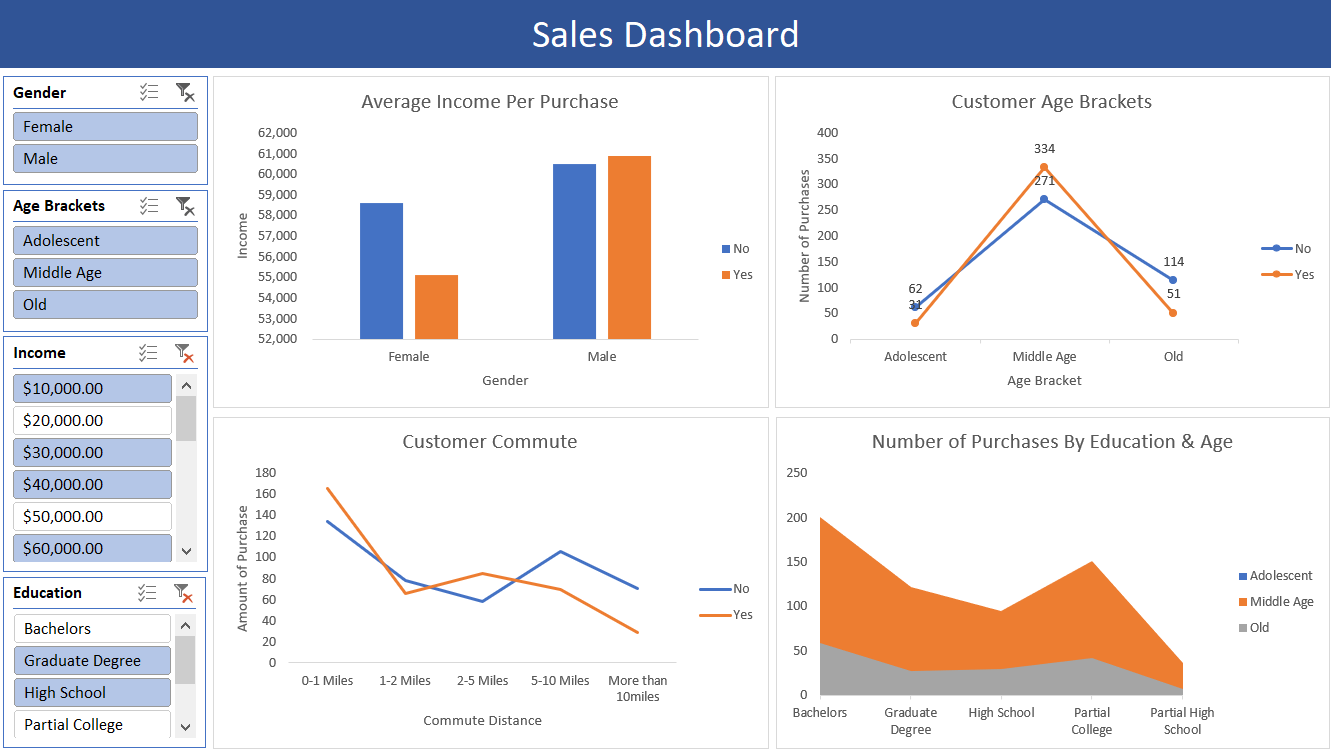 Sales Dashboard
Gender
Female
Male
Age Brackets
Adolescent
Middle Age
Old
Income
$10,000.00
$20,000.00
$30,000.00
$40,000.00
$50,000.00
$60,000.00
Education
Bachelors
Graduate Degree
High School
Partial College
Average Income Per Purchase
62,000
61,000
60,000
59,000
58,000
57,000
56,000
55,000
54,000
53,000
52,000
Income
Female
Male
Gender
No
Yes
Customer Age Brackets
400
350
300
250
200
150
100
50
0
Number of Purchases
62
31
334
271
114
51
Adolescent
Middle Age
Old
Age Bracket
No
Yes
Customer Commute
180
160
140
120
100
80
60
40
20
0
Amount of Purchase
0-1 Miles
1-2 Miles
2-5 Miles
5-10 Miles
More than
10miles
Commute Distance
No
Yes
Number of Purchases By Education & Age
250
200
150
100
50
0
Bachelors
Graduate
Degree
High School
Partial
College
Partial High
School
Adolescent
Middle Age
Old